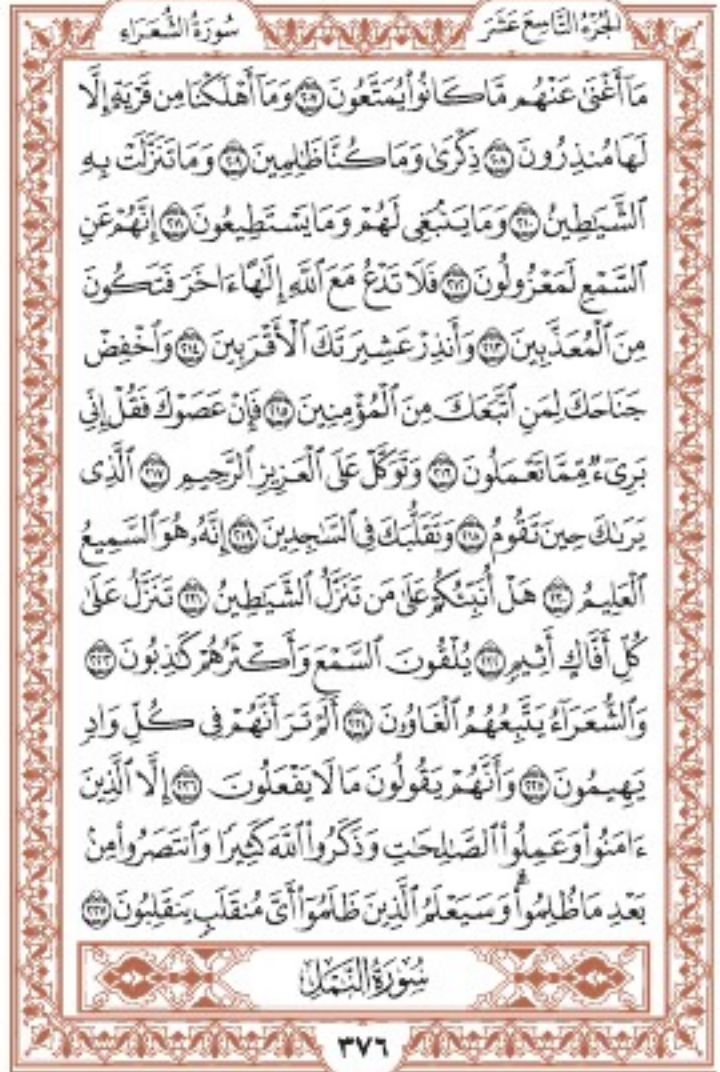 الجزء التاسع عشر
سورة الشعراء
مَآ أَغْنَىٰ عَنْهُم مَّا كَانُوا۟ يُمَتَّعُونَ ٢٠٧ وَمَآ أَهْلَكْنَا مِن قَرْيَةٍ إِلَّا
لَهَا مُنذِرُونَ ٢٠٨ ذِكْرَىٰ وَمَا كُنَّا ظَٰلِمِينَ ٢٠٩ وَمَا تَنَزَّلَتْ بِهِ
ٱلشَّيَٰطِينُ ٢١٠ وَمَا يَنۢبَغِى لَهُمْ وَمَا يَسْتَطِيعُونَ ٢١١ إِنَّهُمْ عَنِ
ٱلسَّمْعِ لَمَعْزُولُونَ ٢١٢ فَلَا تَدْعُ مَعَ ٱللَّهِ إِلَٰهًا ءَاخَرَ فَتَكُونَ
مِنَ ٱلْمُعَذَّبِينَ ٢١٣ وَأَنذِرْ عَشِيرَتَكَ ٱلْأَقْرَبِينَ ٢١٤ وَٱخْفِضْ
جَنَاحَكَ لِمَنِ ٱتَّبَعَكَ مِنَ ٱلْمُؤْمِنِينَ ٢١٥ فَإِنْ عَصَوْكَ فَقُلْ إِنِّى
بَرِىٓءٌ مِّمَّا تَعْمَلُونَ ٢١٦ وَتَوَكَّلْ عَلَى ٱلْعَزِيزِ ٱلرَّحِيمِ ٢١٧ ٱلَّذِى
يَرَىٰكَ حِينَ تَقُومُ ٢١٨ وَتَقَلُّبَكَ فِى ٱلسَّٰجِدِينَ ٢١٩ إِنَّهُۥ هُوَ ٱلسَّمِيعُ
ٱلْعَلِيمُ ٢٢٠ هَلْ أُنَبِّئُكُمْ عَلَىٰ مَن تَنَزَّلُ ٱلشَّيَٰطِينُ ٢٢١ تَنَزَّلُ عَلَىٰ
كُلِّ أَفَّاكٍ أَثِيمٍ ٢٢٢ يُلْقُونَ ٱلسَّمْعَ وَأَكْثَرُهُمْ كَٰذِبُونَ ٢٢٣
وَٱلشُّعَرَآءُ يَتَّبِعُهُمُ ٱلْغَاوُۥنَ ٢٢٤ أَلَمْ تَرَ أَنَّهُمْ فِى كُلِّ وَادٍ
يَهِيمُونَ ٢٢٥ وَأَنَّهُمْ يَقُولُونَ مَا لَا يَفْعَلُونَ ٢٢٦ إِلَّا ٱلَّذِينَ
ءَامَنُوا۟ وَعَمِلُوا۟ ٱلصَّٰلِحَٰتِ وَذَكَرُوا۟ ٱللَّهَ كَثِيرًا وَٱنتَصَرُوا۟ مِنۢ
بَعْدِ مَا ظُلِمُوا۟ ۗ وَسَيَعْلَمُ ٱلَّذِينَ ظَلَمُوٓا۟ أَىَّ مُنقَلَبٍ يَنقَلِبُونَ ٢٢٧
سُورَةُ النَّمْلِ
٣٧٦